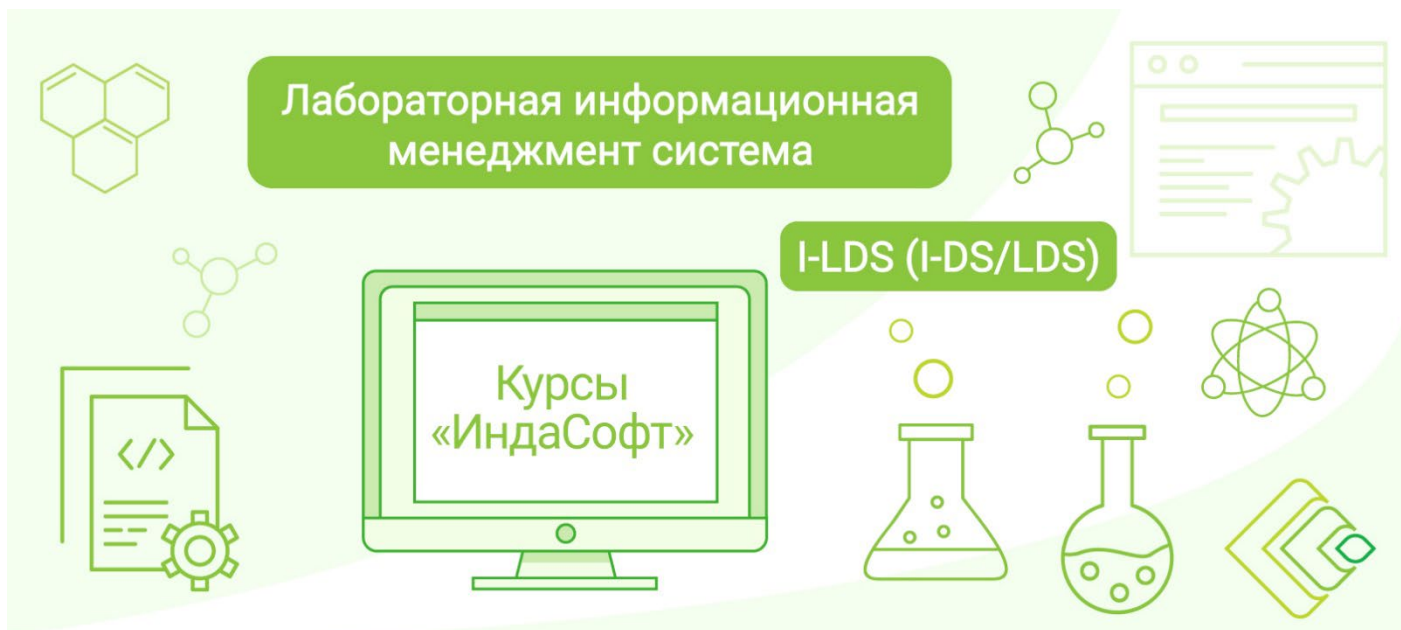 Лабораторная информационная
менеджмент система
I-LDS (I-DS/LDS)
Курсы
«ИндаСофт»
</>